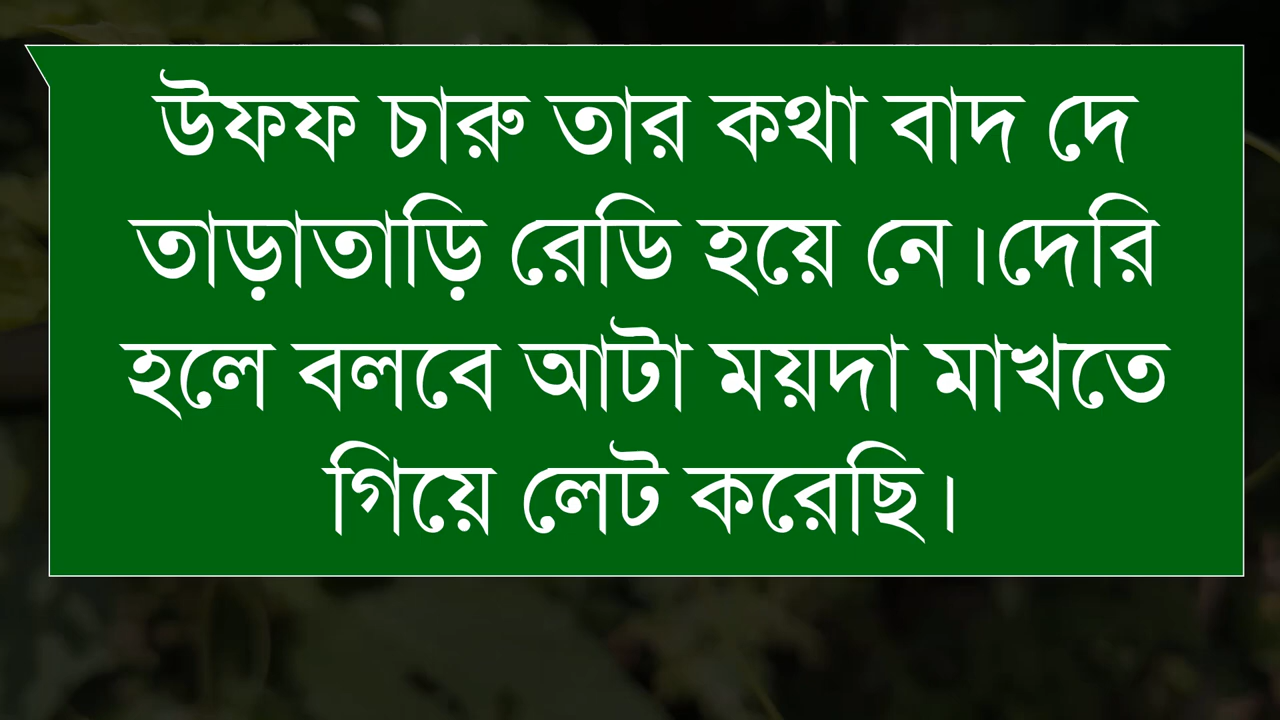 উফফ চারু তার কথা বাদ দে
তাড়াতাড়ি রেডি হয়ে নে।দেরি
হলে বলবে আটা ময়দা মাখতে
গিয়ে লেট করেছি।